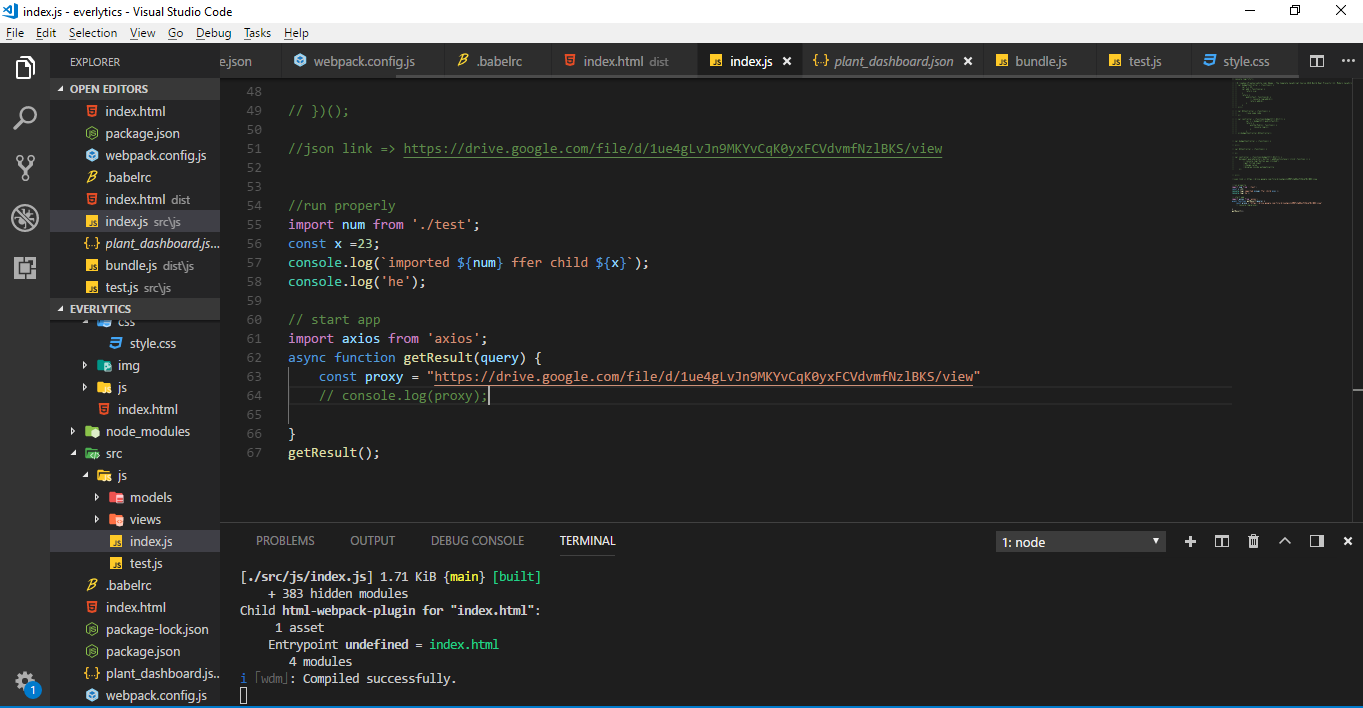 index.js - everlytics - Visual Studio Code
File Edit Selection View Go Debug Tasks Help
EXPLORER
OPEN EDITORS
index.html
package.json
webpack.config.js
.babelrc
index.html dist
index.js src\js
plant_dashboard.js...
bundle.js dist\js
test.js src\js
EVERLYTICS
css
style.css
img
js
index.html
node_modules
src
js
models
views
index.js
test.js
.babelrc
index.html
package-lock.json
package.json
plant_dashboard.js...
webpack.config.js
1
e.json webpack.config.js .babelrc index.html dist index.js plant_dashboard.json bundle.js test.js style.css
48
49 // })();
50
51 //json link => https://drive.google.com/file/d/1ue4gLvJn9MKYvCqK0yxFCVdvmfNzlBKS/view
52
53
54 //run properly
55 import num from './test';
56 const x =23;
57 console.log(`imported ${num} ffer child ${x}`);
58 console.log('he');
59
60 // start app
61 import axios from 'axios';
62 async function getResult(query) {
63 const proxy = "https://drive.google.com/file/d/1ue4gLvJn9MKYvCqK0yxFCVdvmfNzlBKS/view"
64 // console.log(proxy);
65
66 }
67 getResult();
PROBLEMS OUTPUT DEBUG CONSOLE TERMINAL 1: node
[./src/js/index.js] 1.71 KiB {main} [built]
+ 383 hidden modules
Child html-webpack-plugin for "index.html":
1 asset
Entrypoint undefined = index.html
4 modules
i ｢wdm｣: Compiled successfully.